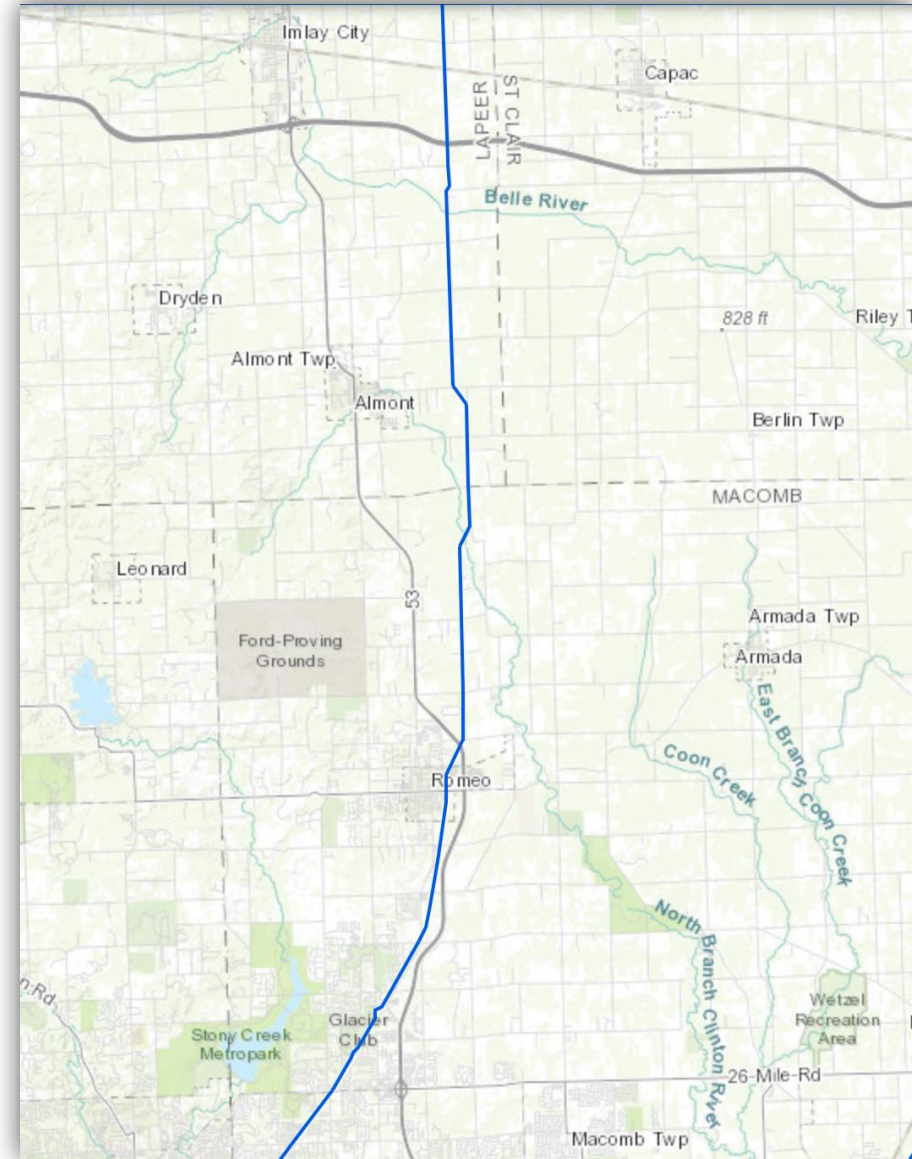 Imlay City
Capac
LAPEER
ST CLAIR
Belle River
Dryden
828 ft
Riley T
Almont Twp
Almont
Berlin Twp
MACOMB
Leonard
53
Ford-Proving
Grounds
Armada Twp
Armada
East Branch Coon Creek
Coon Creek
Romeo
North Branch Clinton River
n-Rd
Stony Creek
Metropark
Glacier
Club
Wetzel
Recreation
Area
26-Mile-Rd
Macomb Twp